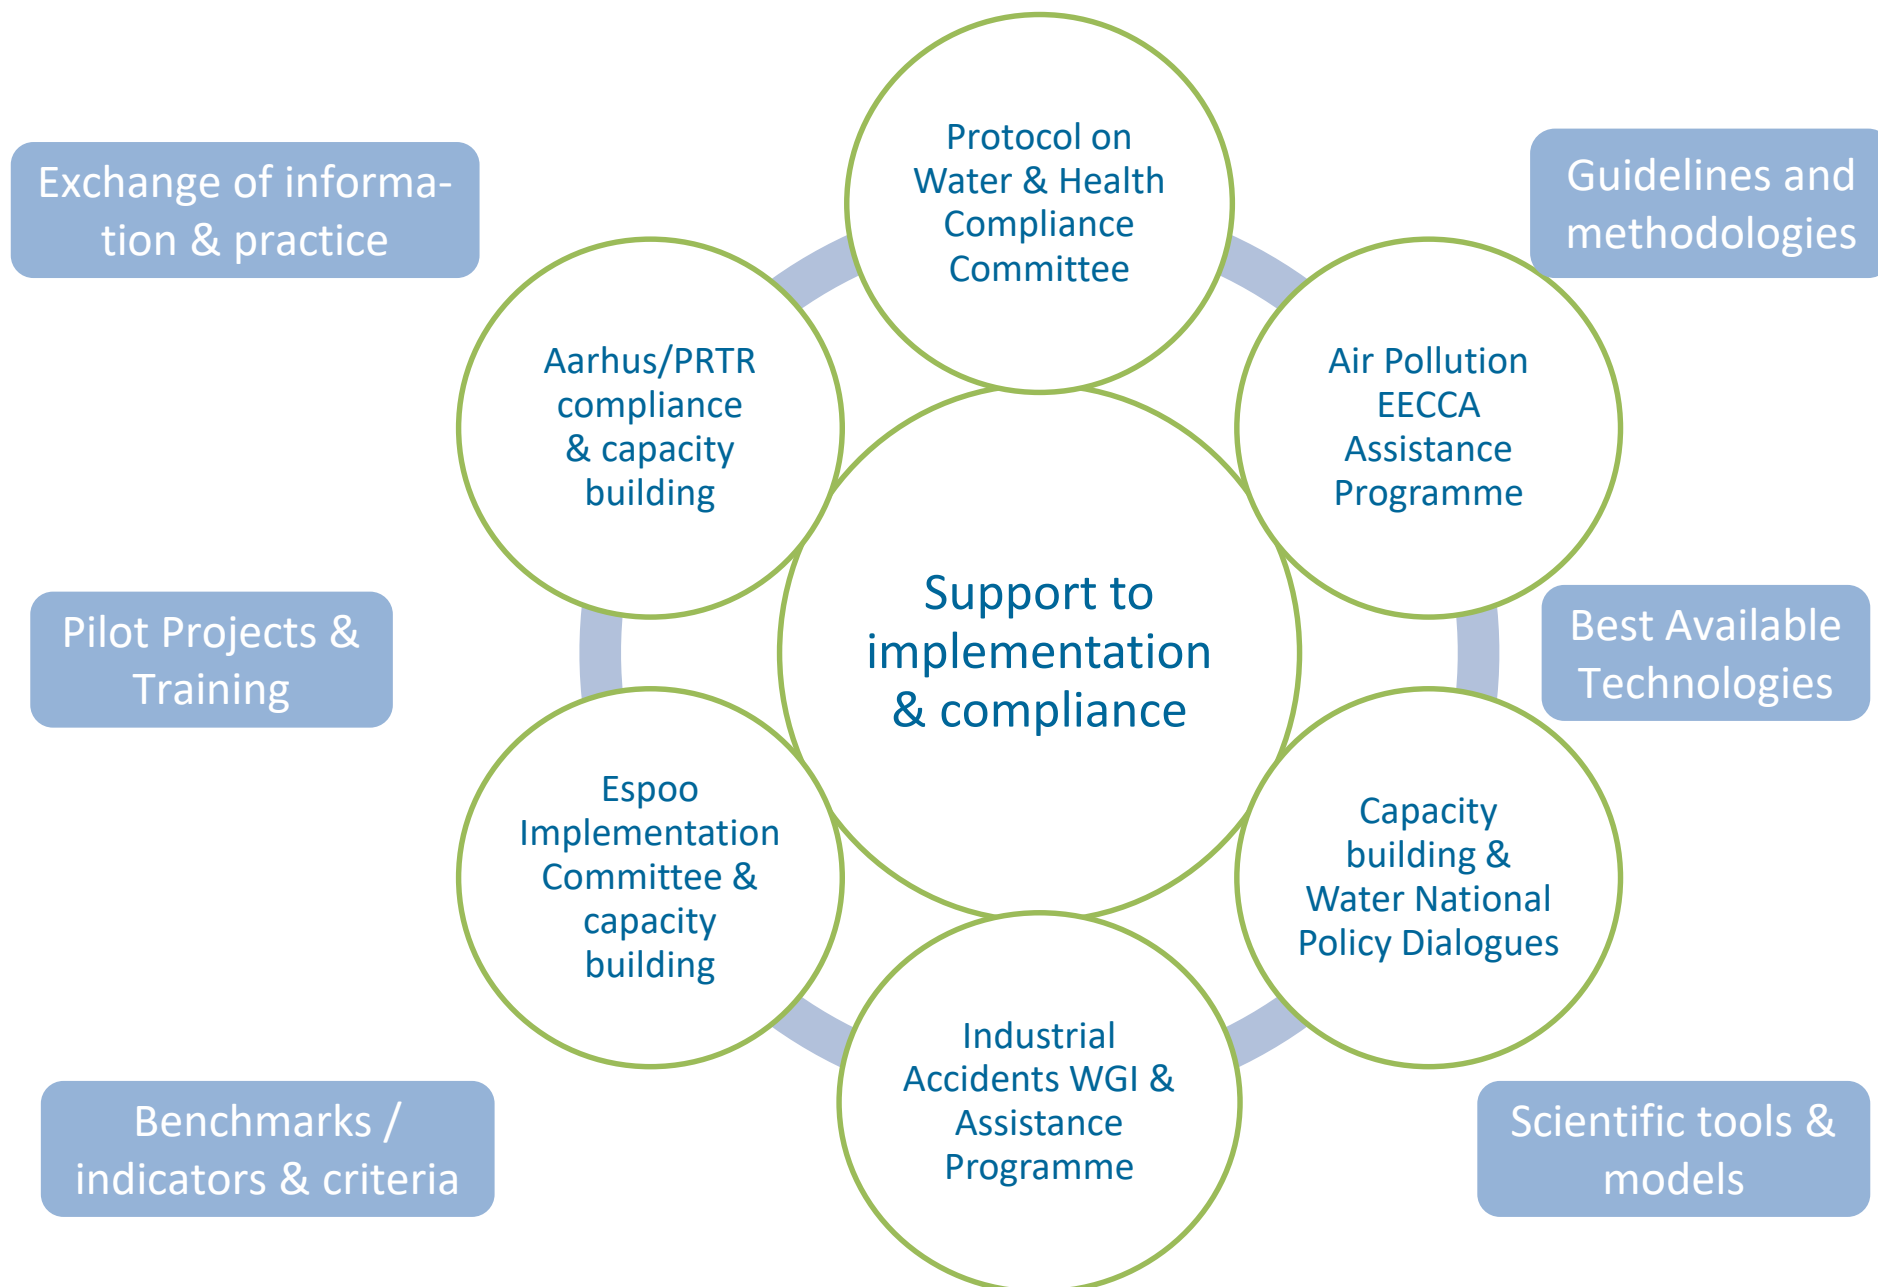 Protocol on
Water & Health
Compliance
Committee
Exchange of informa-
tion & practice
Guidelines and
methodologies
Aarhus/PRTR
compliance
& capacity
building
Air Pollution
EECCA
Assistance
Programme
Support to
implementation
& compliance
Pilot Projects &
Training
Best Available
Technologies
Espoo
Implementation
Committee &
capacity
building
Capacity
building &
Water National
Policy Dialogues
Industrial
Accidents WGI &
Assistance
Programme
Benchmarks /
indicators & criteria
Scientific tools &
models